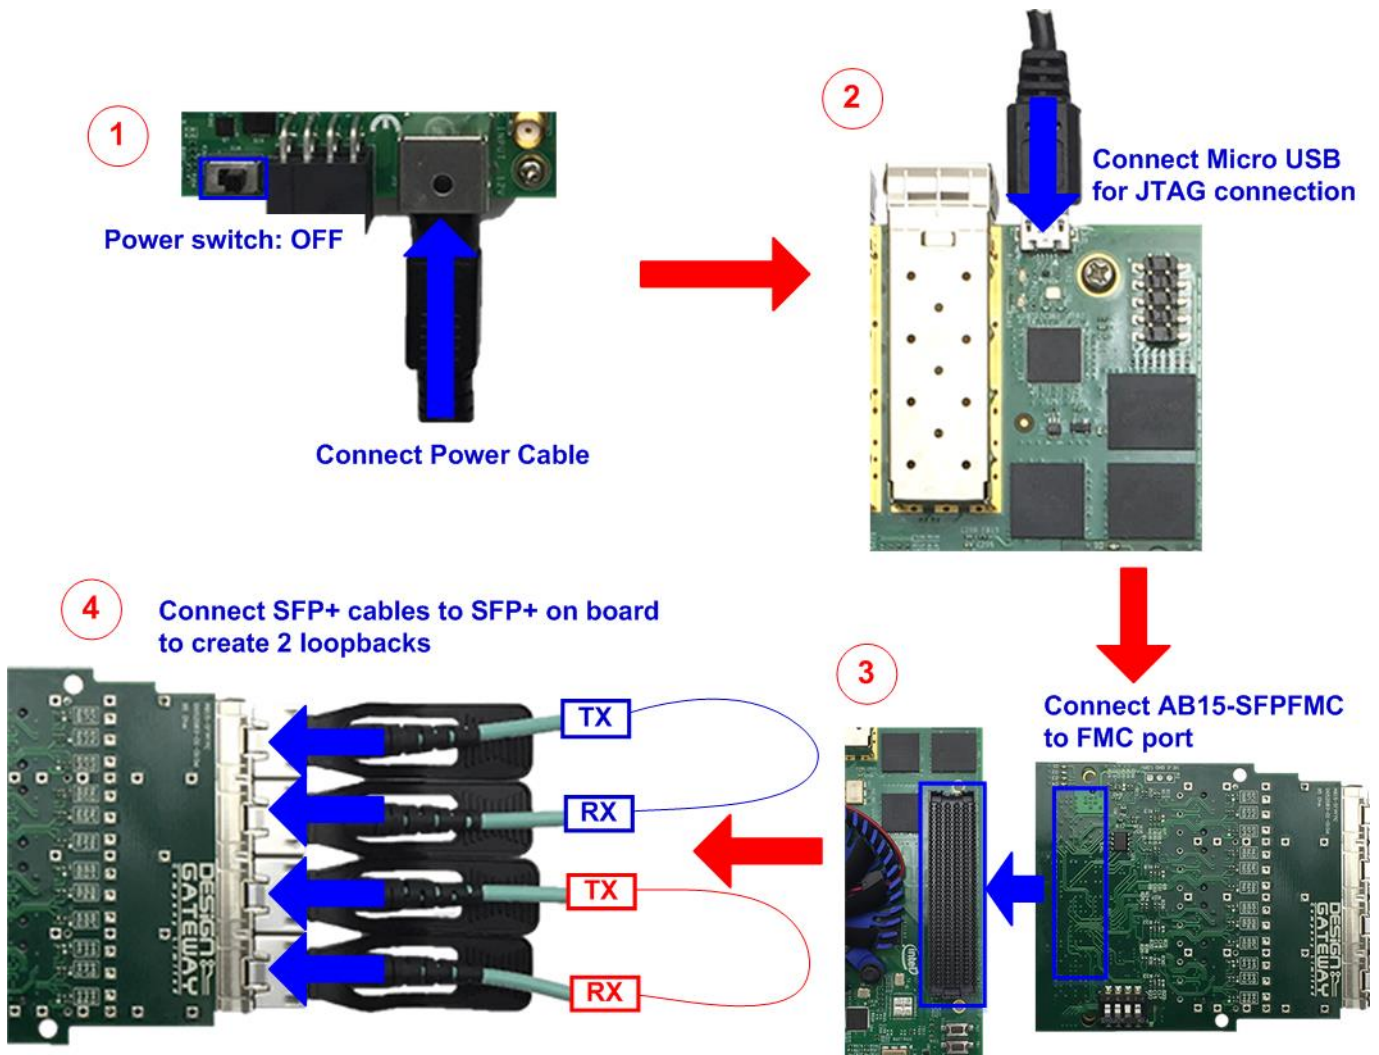 1
Power switch: OFF
Connect Power Cable
2
Connect Micro USB
for JTAG connection
3
Connect AB15-SFPFMC
to FMC port
intel
DESIGN
GATEWAY
4
Connect SFP+ cables to SFP+ on board
to create 2 loopbacks
TX
RX
TX
RX
DESIGN
GATEWAY